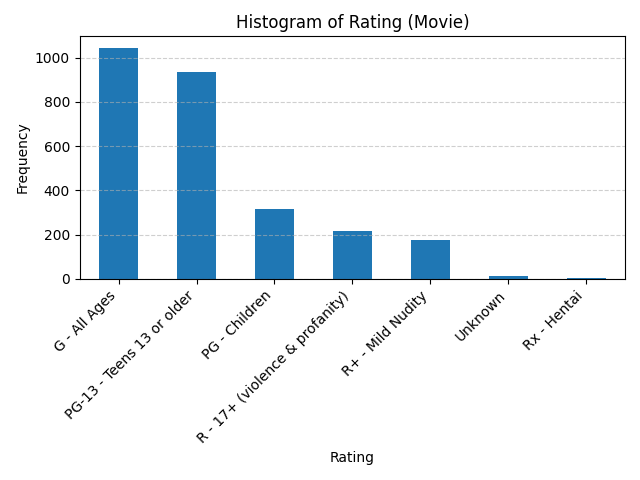 Histogram of Rating (Movie)
1000
800
600
400
200
0
Frequency
G - All Ages
PG-13 - Teens 13 or older
PG - Children
R - 17+ (violence & profanity)
R+ - Mild Nudity
Unknown
Rx - Hentai
Rating